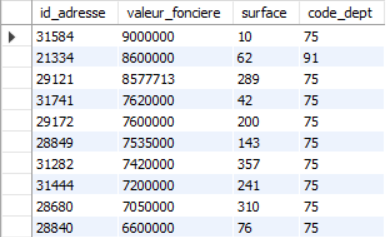 id_adresse valeur_fonciere surface code_dept
31584 9000000 10 75
21334 8600000 62 91
29121 8577713 289 75
31741 7620000 42 75
29172 7600000 200 75
28849 7535000 143 75
31282 7420000 357 75
31444 7200000 241 75
28680 7050000 310 75
28840 6600000 76 75